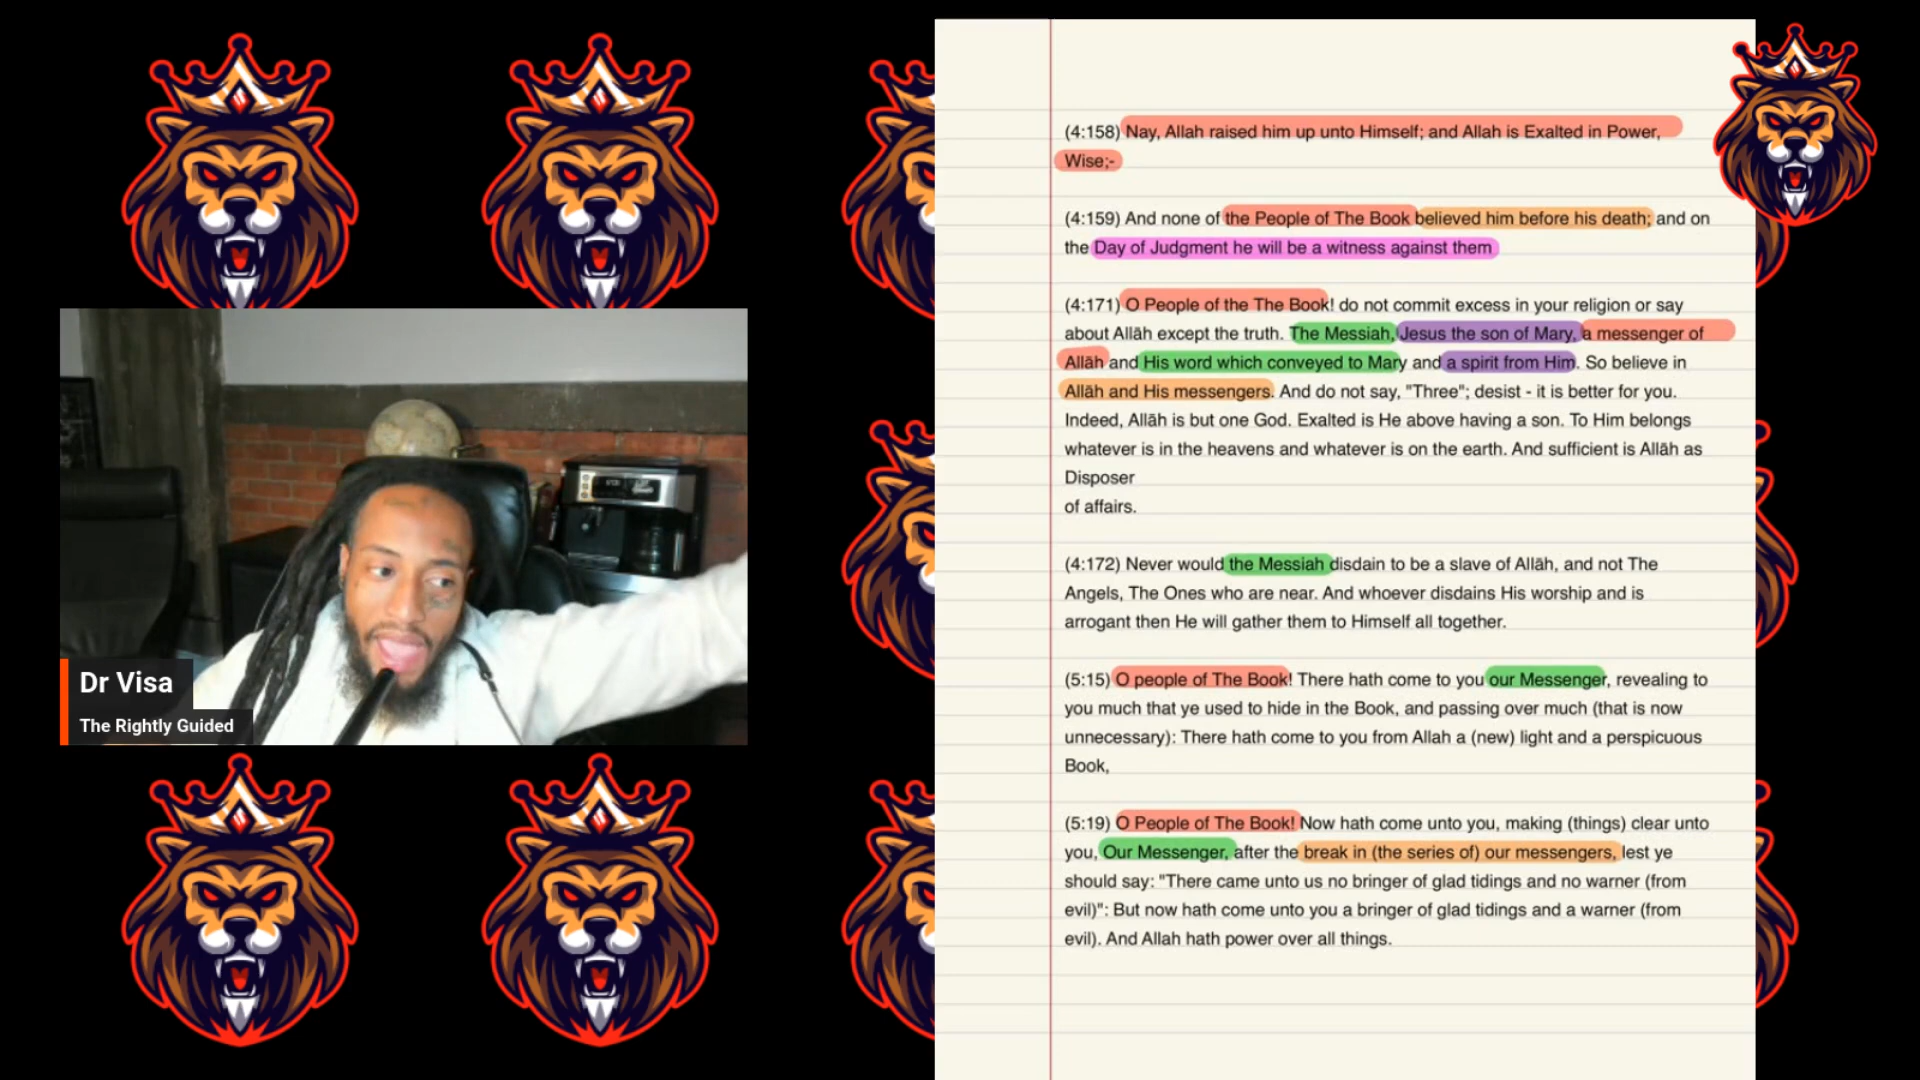 (4:158) Nay, Allah raised him up unto Himself; and Allah is Exalted in Power,
Wise;-
(4:159) And none of the People of The Book believed him before his death; and on
the Day of Judgment he will be a witness against them
(4:171) O People of the The Book! do not commit excess in your religion or say
about Allāh except the truth. The Messiah, Jesus the son of Mary, a messenger of
Allāh and His word which conveyed to Mary and a spirit from Him. So believe in
Allāh and His messengers. And do not say, "Three"; desist - it is better for you.
Indeed, Allāh is but one God. Exalted is He above having a son. To Him belongs
whatever is in the heavens and whatever is on the earth. And sufficient is Allāh as
Disposer
of affairs.
(4:172) Never would the Messiah disdain to be a slave of Allāh, and not The
Angels, The Ones who are near. And whoever disdains His worship and is
arrogant then He will gather them to Himself all together.
(5:15) O people of The Book! There hath come to you our Messenger, revealing to
you much that ye used to hide in the Book, and passing over much (that is now
unnecessary): There hath come to you from Allah a (new) light and a perspicuous
Book,
(5:19) O People of The Book! Now hath come unto you, making (things) clear unto
you, Our Messenger, after the break in (the series of) our messengers, lest ye
should say: "There came unto us no bringer of glad tidings and no warner (from
evil)": But now hath come unto you a bringer of glad tidings and a warner (from
evil). And Allah hath power over all things.
Dr Visa
The Rightly Guided